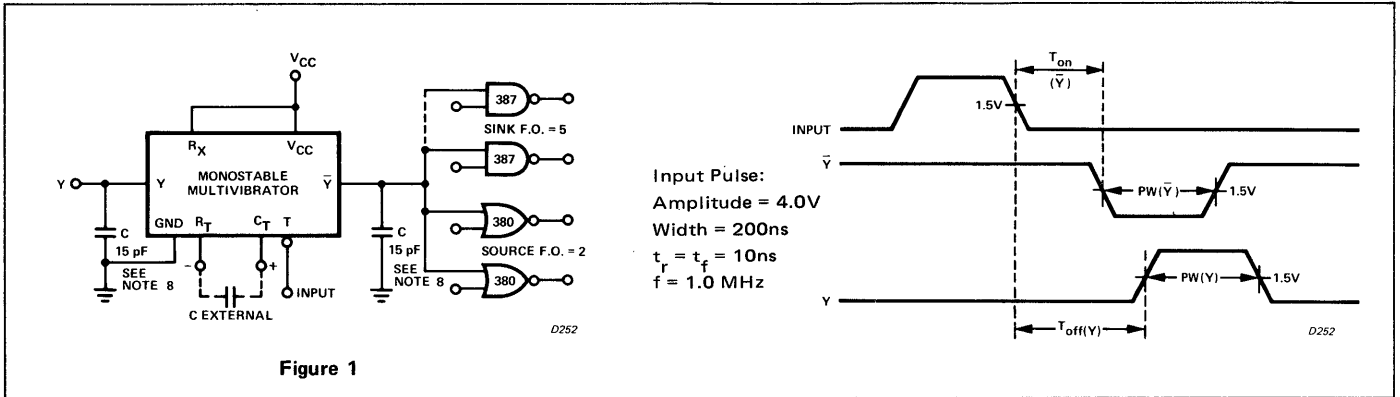 VCC
387
SINK F.O. = 5
RX VCC
MONOSTABLE
MULTIVIBRATOR
Y Y Ȳ
387
GND RT CT T
C
15 pF
SEE
NOTE 8
C
15 pF
SEE
NOTE 8
380
SOURCE F.O. = 2
380
- +
INPUT
C EXTERNAL
D252
Figure 1
Input Pulse:
Amplitude = 4.0V
Width = 200ns
tr = tf = 10ns
f = 1.0 MHz
Ton
(Ȳ)
1.5V
INPUT
Ȳ
PW(Ȳ) 1.5V
PW(Y) 1.5V
Y
Toff(Y)
D252